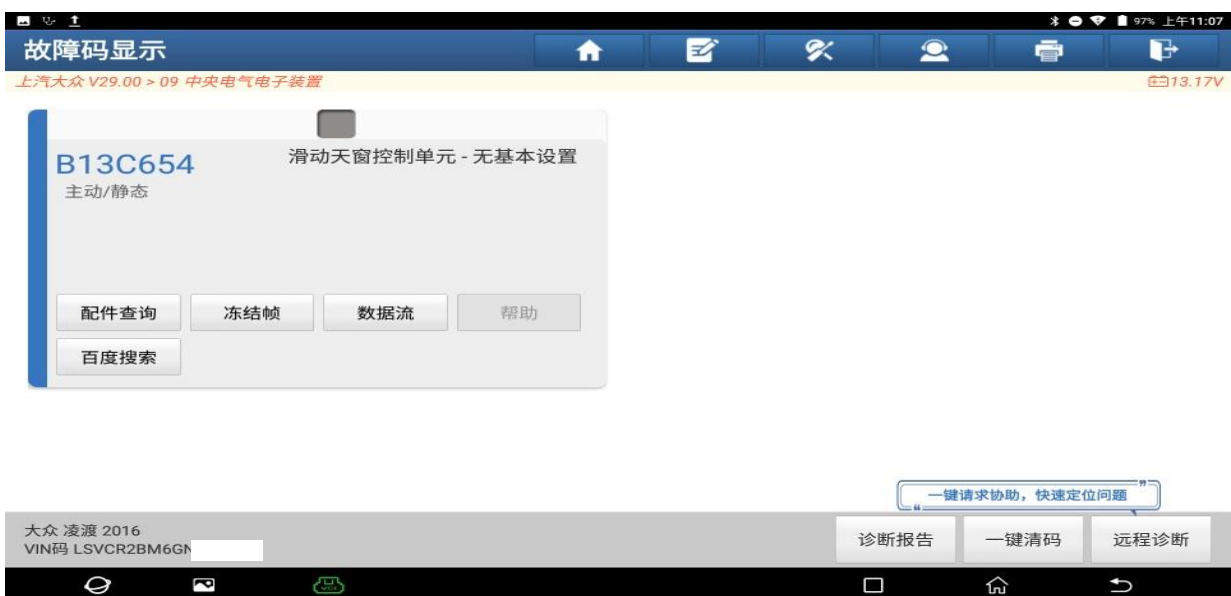 97% 上午11:07
故障码显示
上汽大众 V29.00 > 09 中央电气电子装置
13.17V
B13C654
滑动天窗控制单元 - 无基本设置
主动/静态
配件查询 冻结帧 数据流 帮助
百度搜索
一键请求协助，快速定位问题
大众 凌渡 2016
VIN码 LSVCR2BM6GN
诊断报告 一键清码 远程诊断
VCI